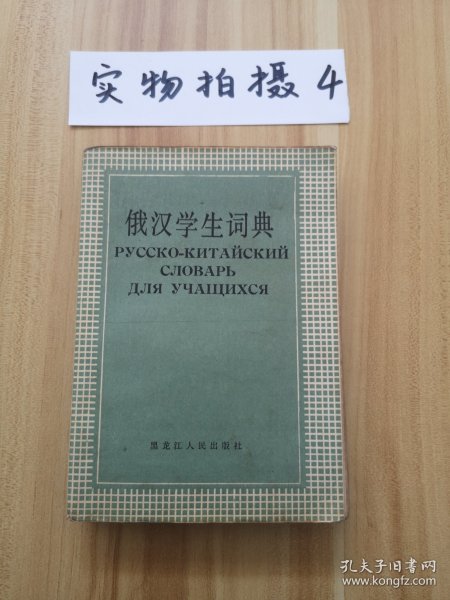 实物拍摄4
俄汉学生词典
РУССКО-КИТАЙСКИЙ
СЛОВАРЬ
ДЛЯ УЧАЩИХСЯ
黑龙江人民出版社
孔夫子旧书网
www.kongfz.com